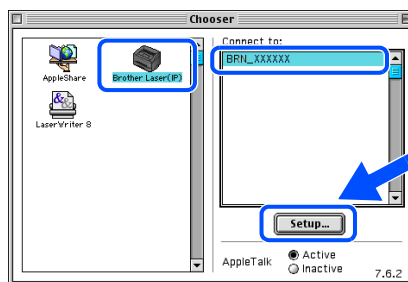 Chooser
Connect to:
BRN_XXXXXX
AppleShare
Brother Laser(IP)
LaserWriter 8
Setup...
AppleTalk
Active
Inactive
7.6.2